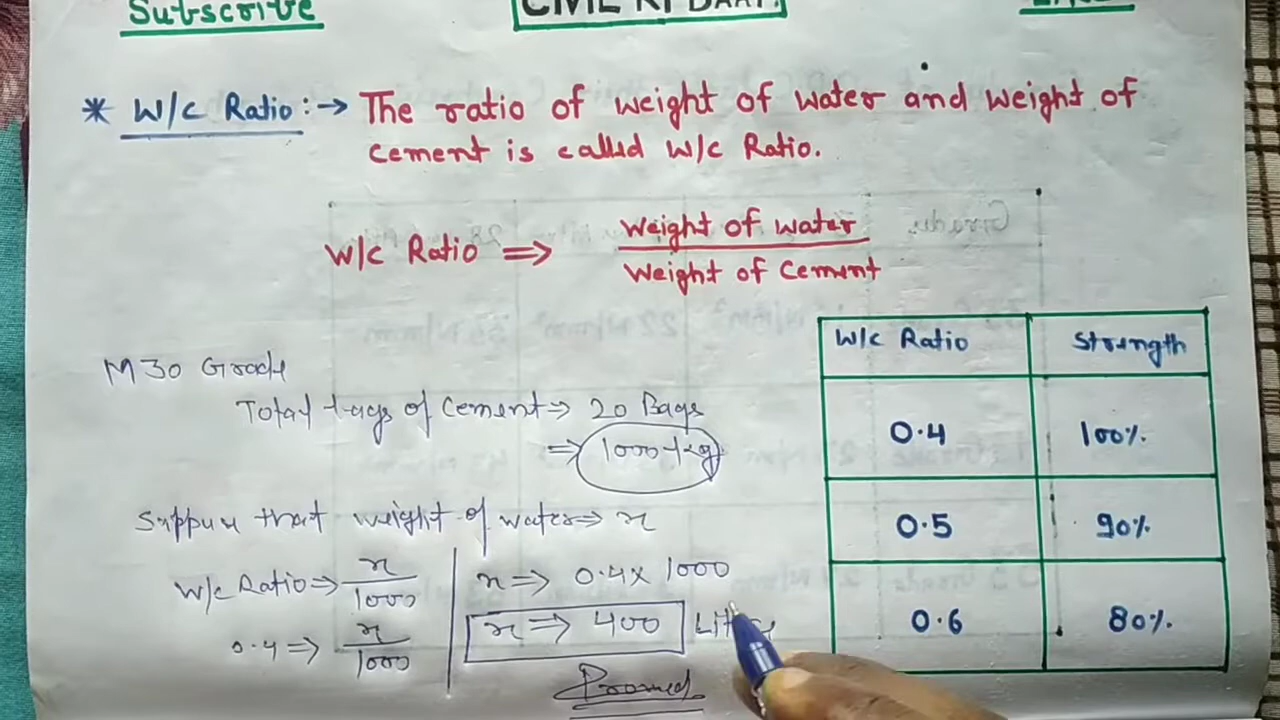 Subscribe
CIVIL KI BAAT.
* W/c Ratio:→ The ratio of weight of water and weight of
cement is called W/c Ratio.
W/c Ratio ⇒ Weight of water
Weight of Cement
M30 Grade
Total bags of cement ⇒ 20 Bags
⇒ 1000 kg
Suppose that weight of water ⇒ x
W/c Ratio ⇒ x
1000
0.4 ⇒ x
1000
x ⇒ 0.4 x 1000
x ⇒ 400
Proved.
W/c Ratio Strength
0.4 100%
0.5 90%
0.6 80%